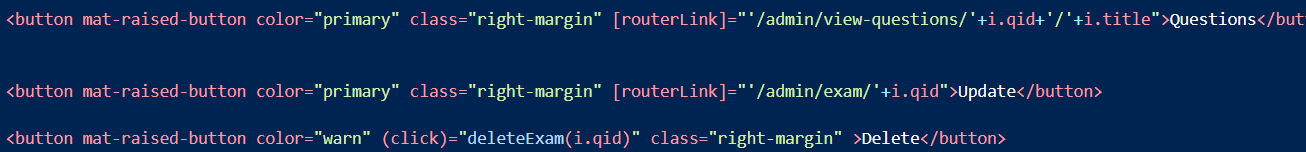 <button mat-raised-button color="primary" class="right-margin" [routerLink]="'/admin/view-questions/'+i.qid+'/'+i.title">Questions</butt
<button mat-raised-button color="primary" class="right-margin" [routerLink]="'/admin/exam/'+i.qid">Update</button>
<button mat-raised-button color="warn" (click)="deleteExam(i.qid)" class="right-margin" >Delete</button>